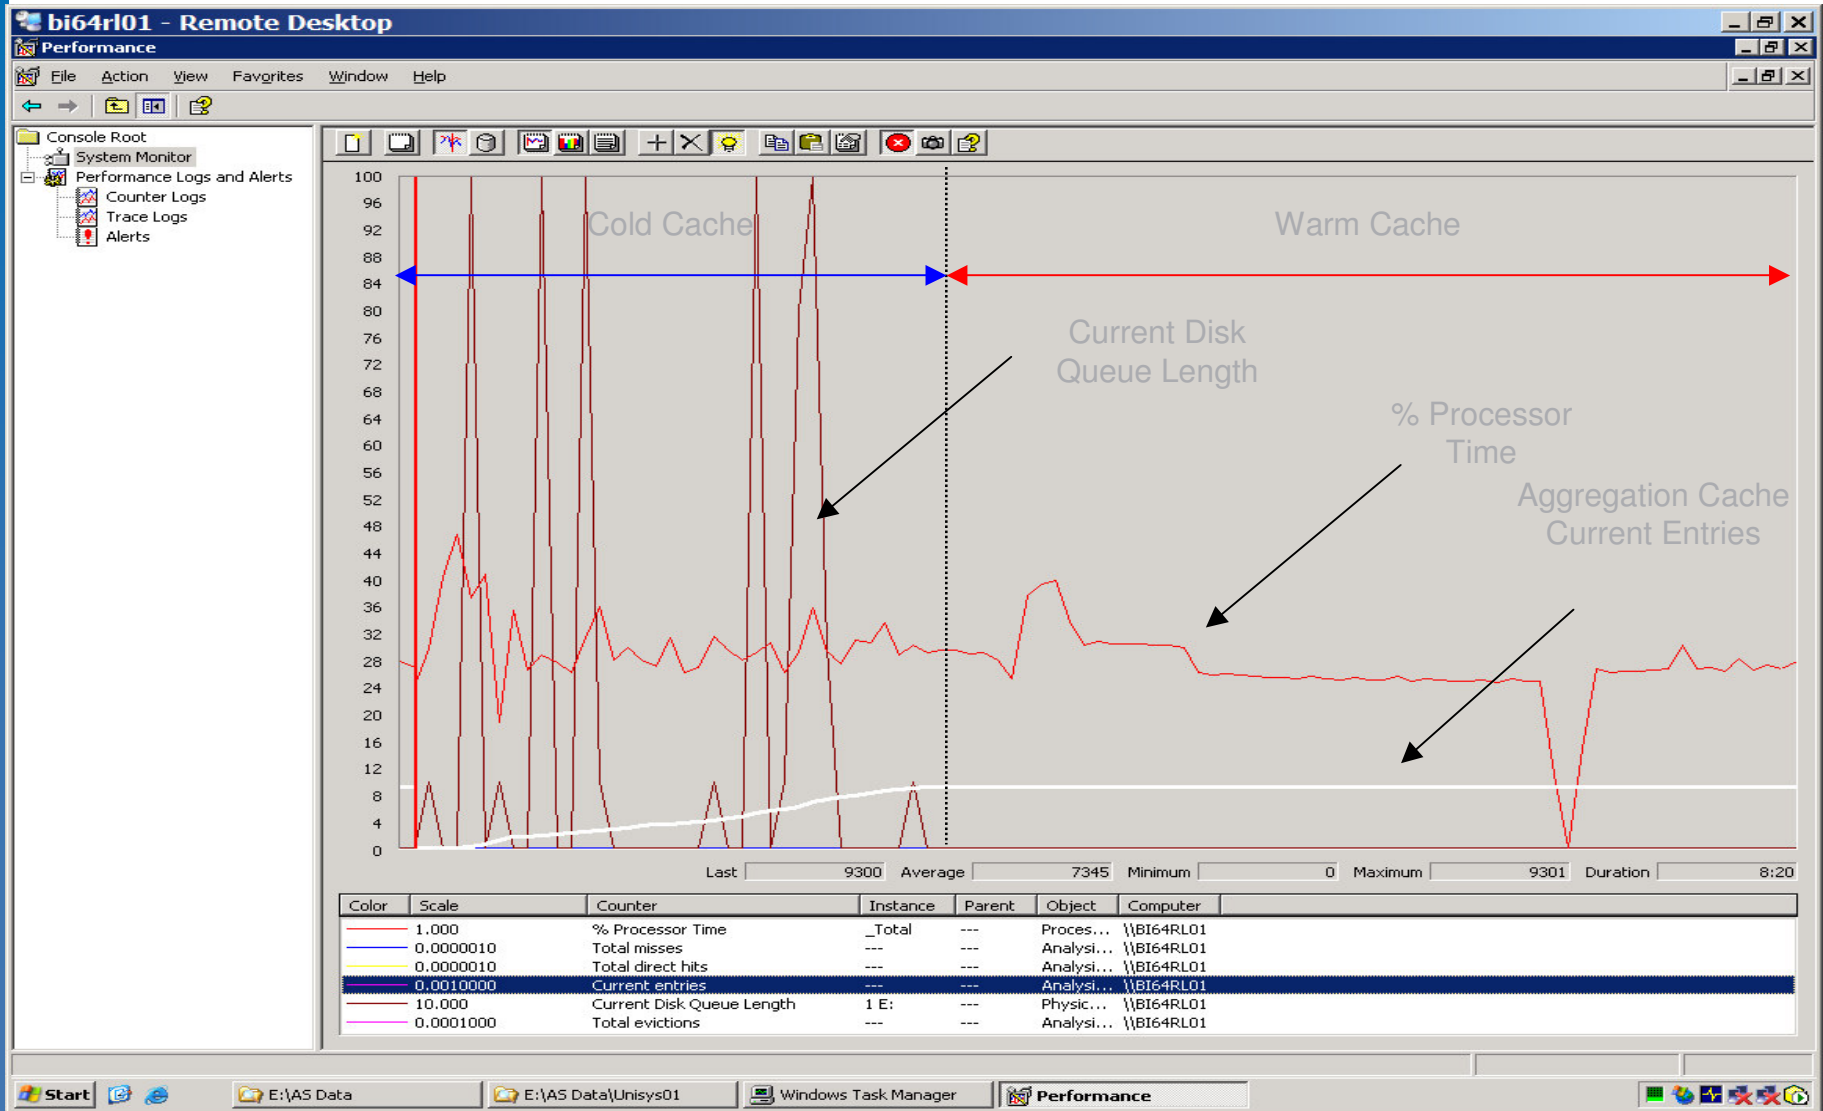 bi64rl01 - Remote Desktop
Performance
File Action View Favorites Window Help
Console Root
System Monitor
Performance Logs and Alerts
Counter Logs
Trace Logs
Alerts
100
96
92
88
84
80
76
72
68
64
60
56
52
48
44
40
36
32
28
24
20
16
12
8
4
0
Cold Cache
Warm Cache
Current Disk
Queue Length
% Processor
Time
Aggregation Cache
Current Entries
Last 9300 Average 7345 Minimum 0 Maximum 9301 Duration 8:20
Color Scale Counter Instance Parent Object Computer
1.000 % Processor Time _Total --- Proces... \\BI64RL01
0.0000010 Total misses --- --- Analysi... \\BI64RL01
0.0000010 Total direct hits --- --- Analysi... \\BI64RL01
0.0010000 Current entries --- --- Analysi... \\BI64RL01
10.000 Current Disk Queue Length 1 E: --- Physic... \\BI64RL01
0.0001000 Total evictions --- --- Analysi... \\BI64RL01
Start E:\AS Data E:\AS Data\Unisys01 Windows Task Manager Performance